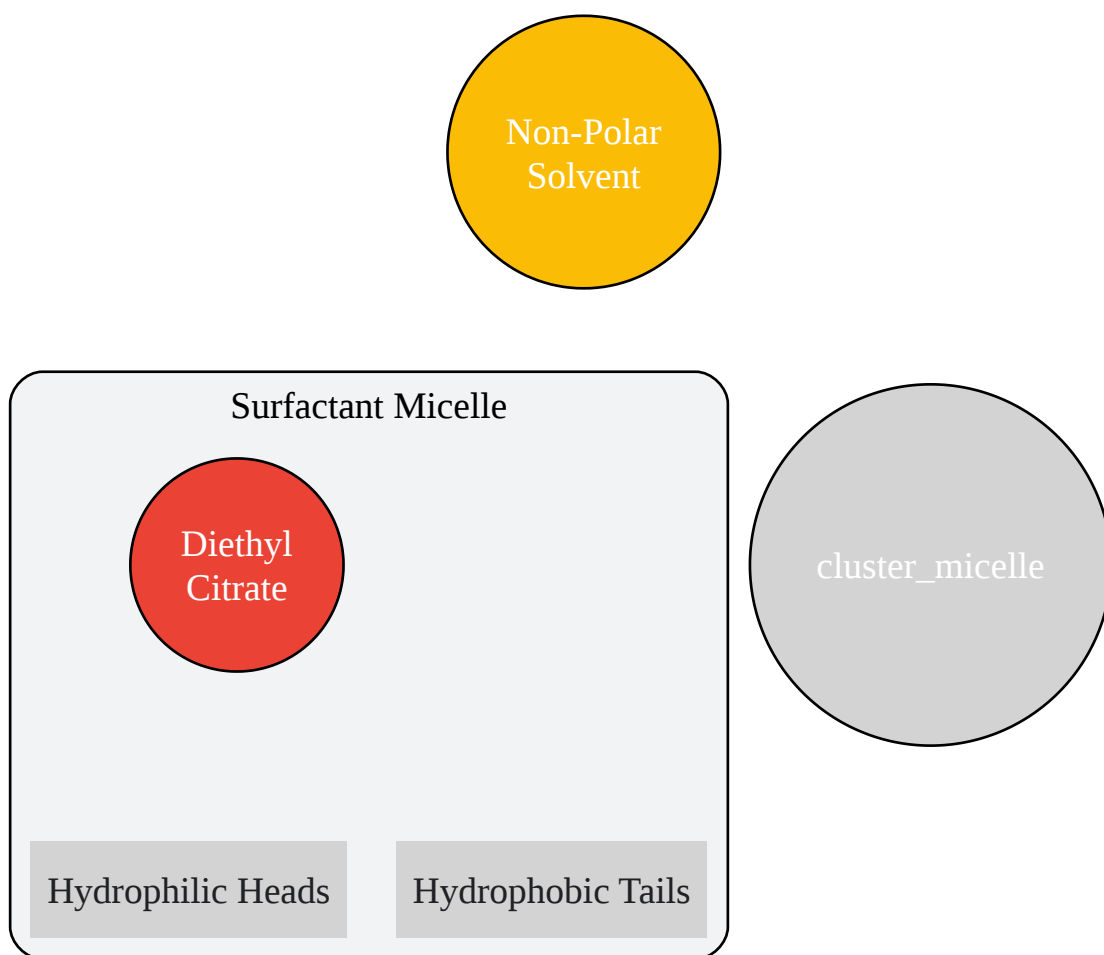 Non-Polar
Solvent
Surfactant Micelle
Diethyl
Citrate
cluster_micelle
Hydrophilic Heads
Hydrophobic Tails